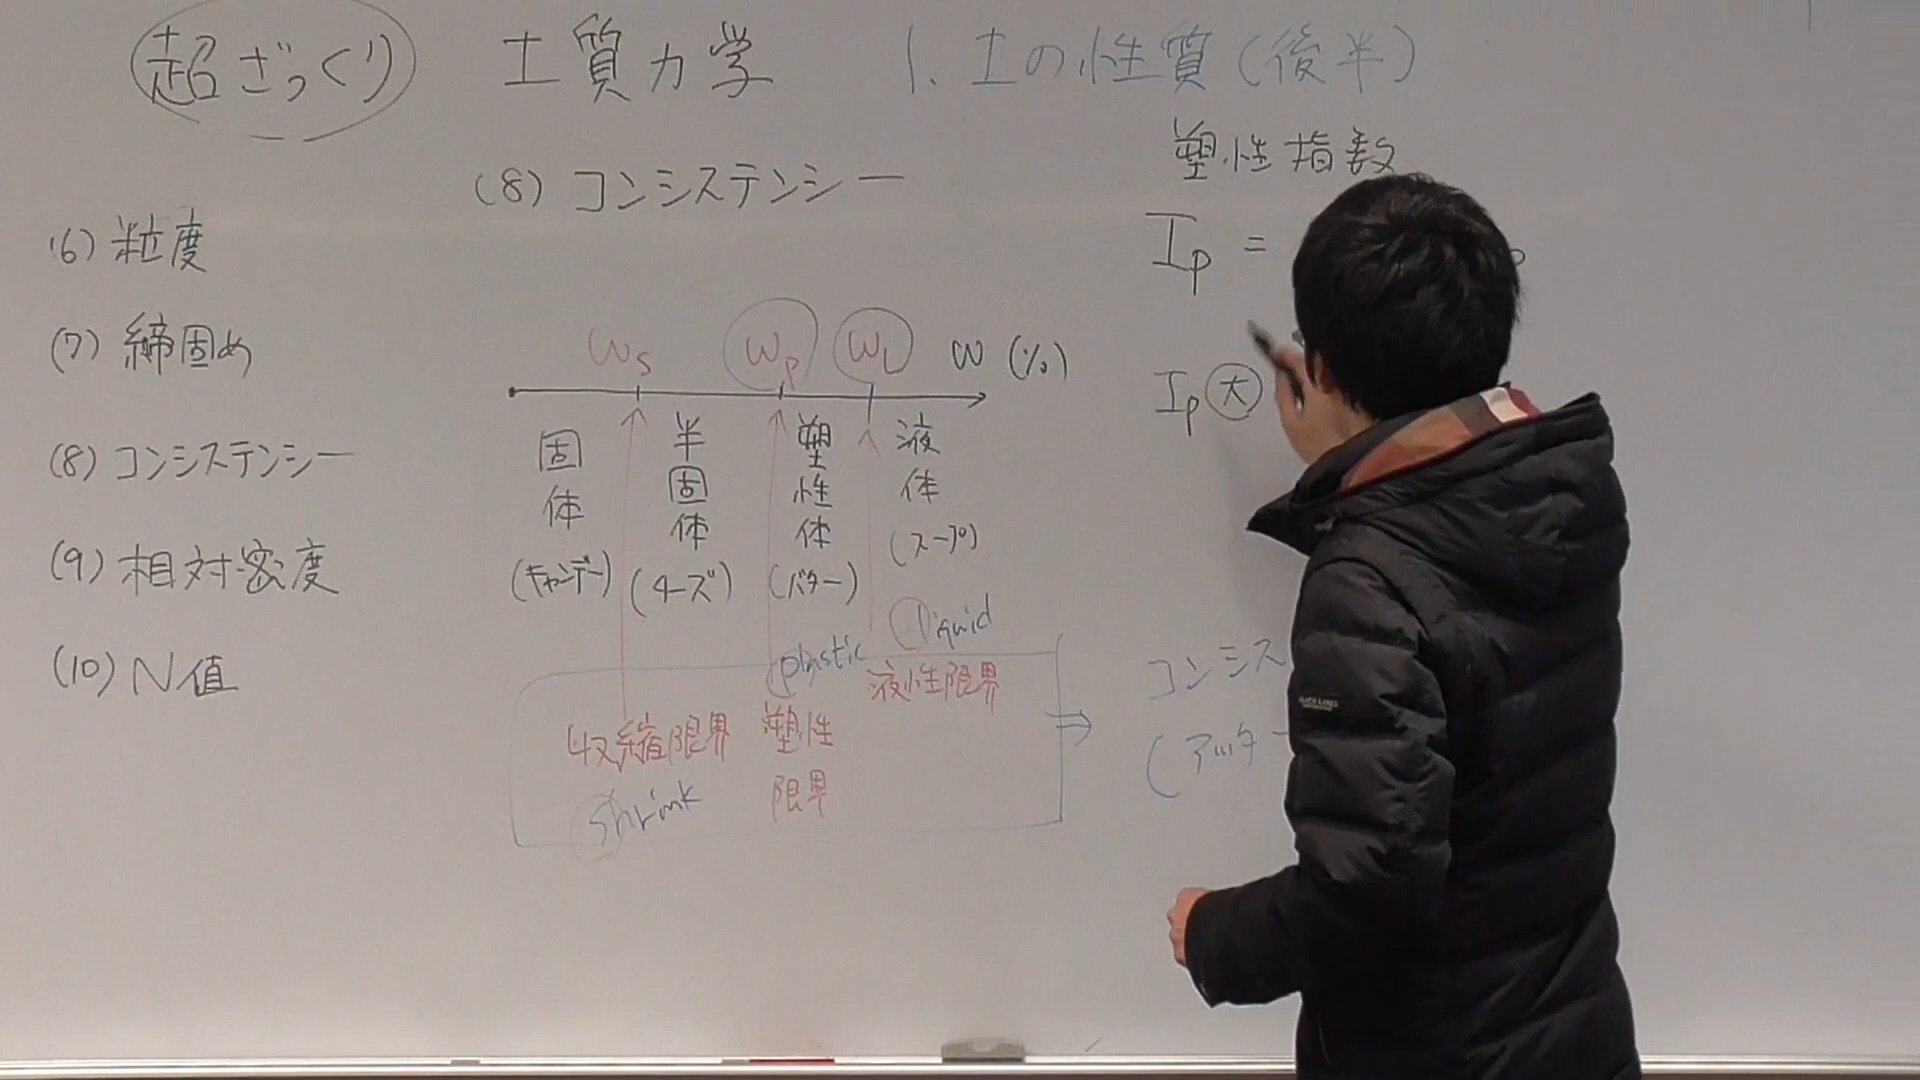 超ざっくり 土質力学 1. 土の性質(後半)
(6) 粒度
(7) 締固め
(8) コンシステンシー
(9) 相対密度
(10) N値
(8) コンシステンシー
ws wp wL w (%)
固体
(キャンデー)
半固体
(チーズ)
塑性体
(バター)
液体
(スープ)
liquid
液性限界
plastic
塑性
限界
収縮限界
shrink
⇒
塑性指数
Ip =
Ip 大
コンシス
(アッター